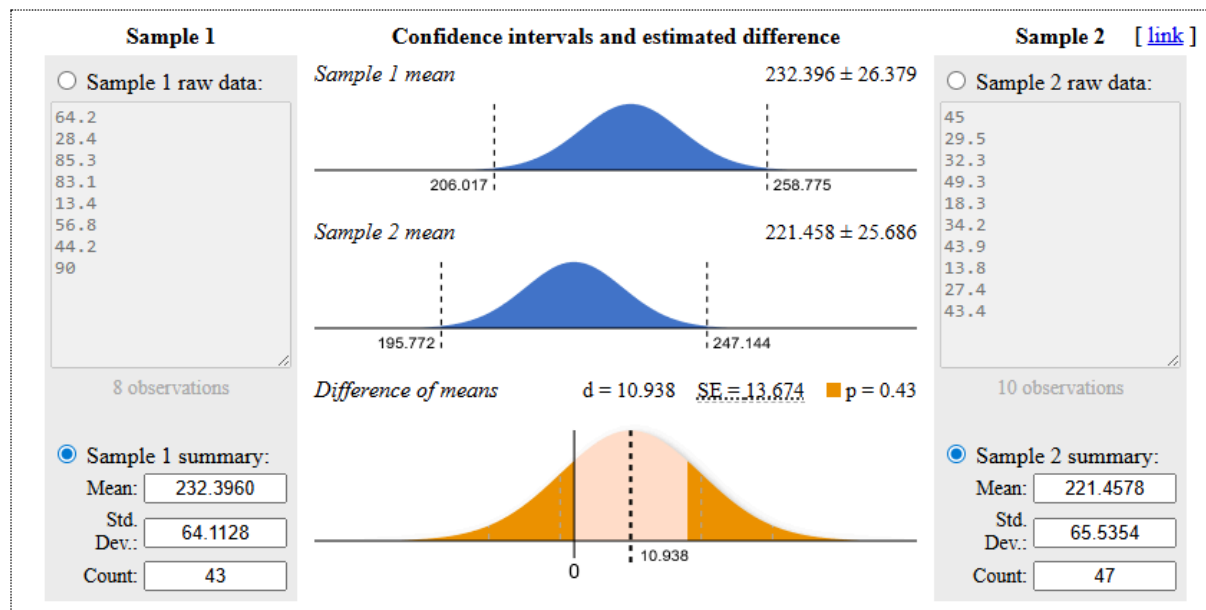 Sample 1
Confidence intervals and estimated difference
Sample 2 [ link ]
Sample 1 raw data:
64.2
28.4
85.3
83.1
13.4
56.8
44.2
90
8 observations
Sample 1 summary:
Mean: 232.3960
Std.
Dev.: 64.1128
Count: 43
Sample 1 mean 232.396 ± 26.379
206.017 258.775
Sample 2 mean 221.458 ± 25.686
195.772 247.144
Difference of means d = 10.938 SE = 13.674 p = 0.43
10.938
0
Sample 2 raw data:
45
29.5
32.3
49.3
18.3
34.2
43.9
13.8
27.4
43.4
10 observations
Sample 2 summary:
Mean: 221.4578
Std.
Dev.: 65.5354
Count: 47